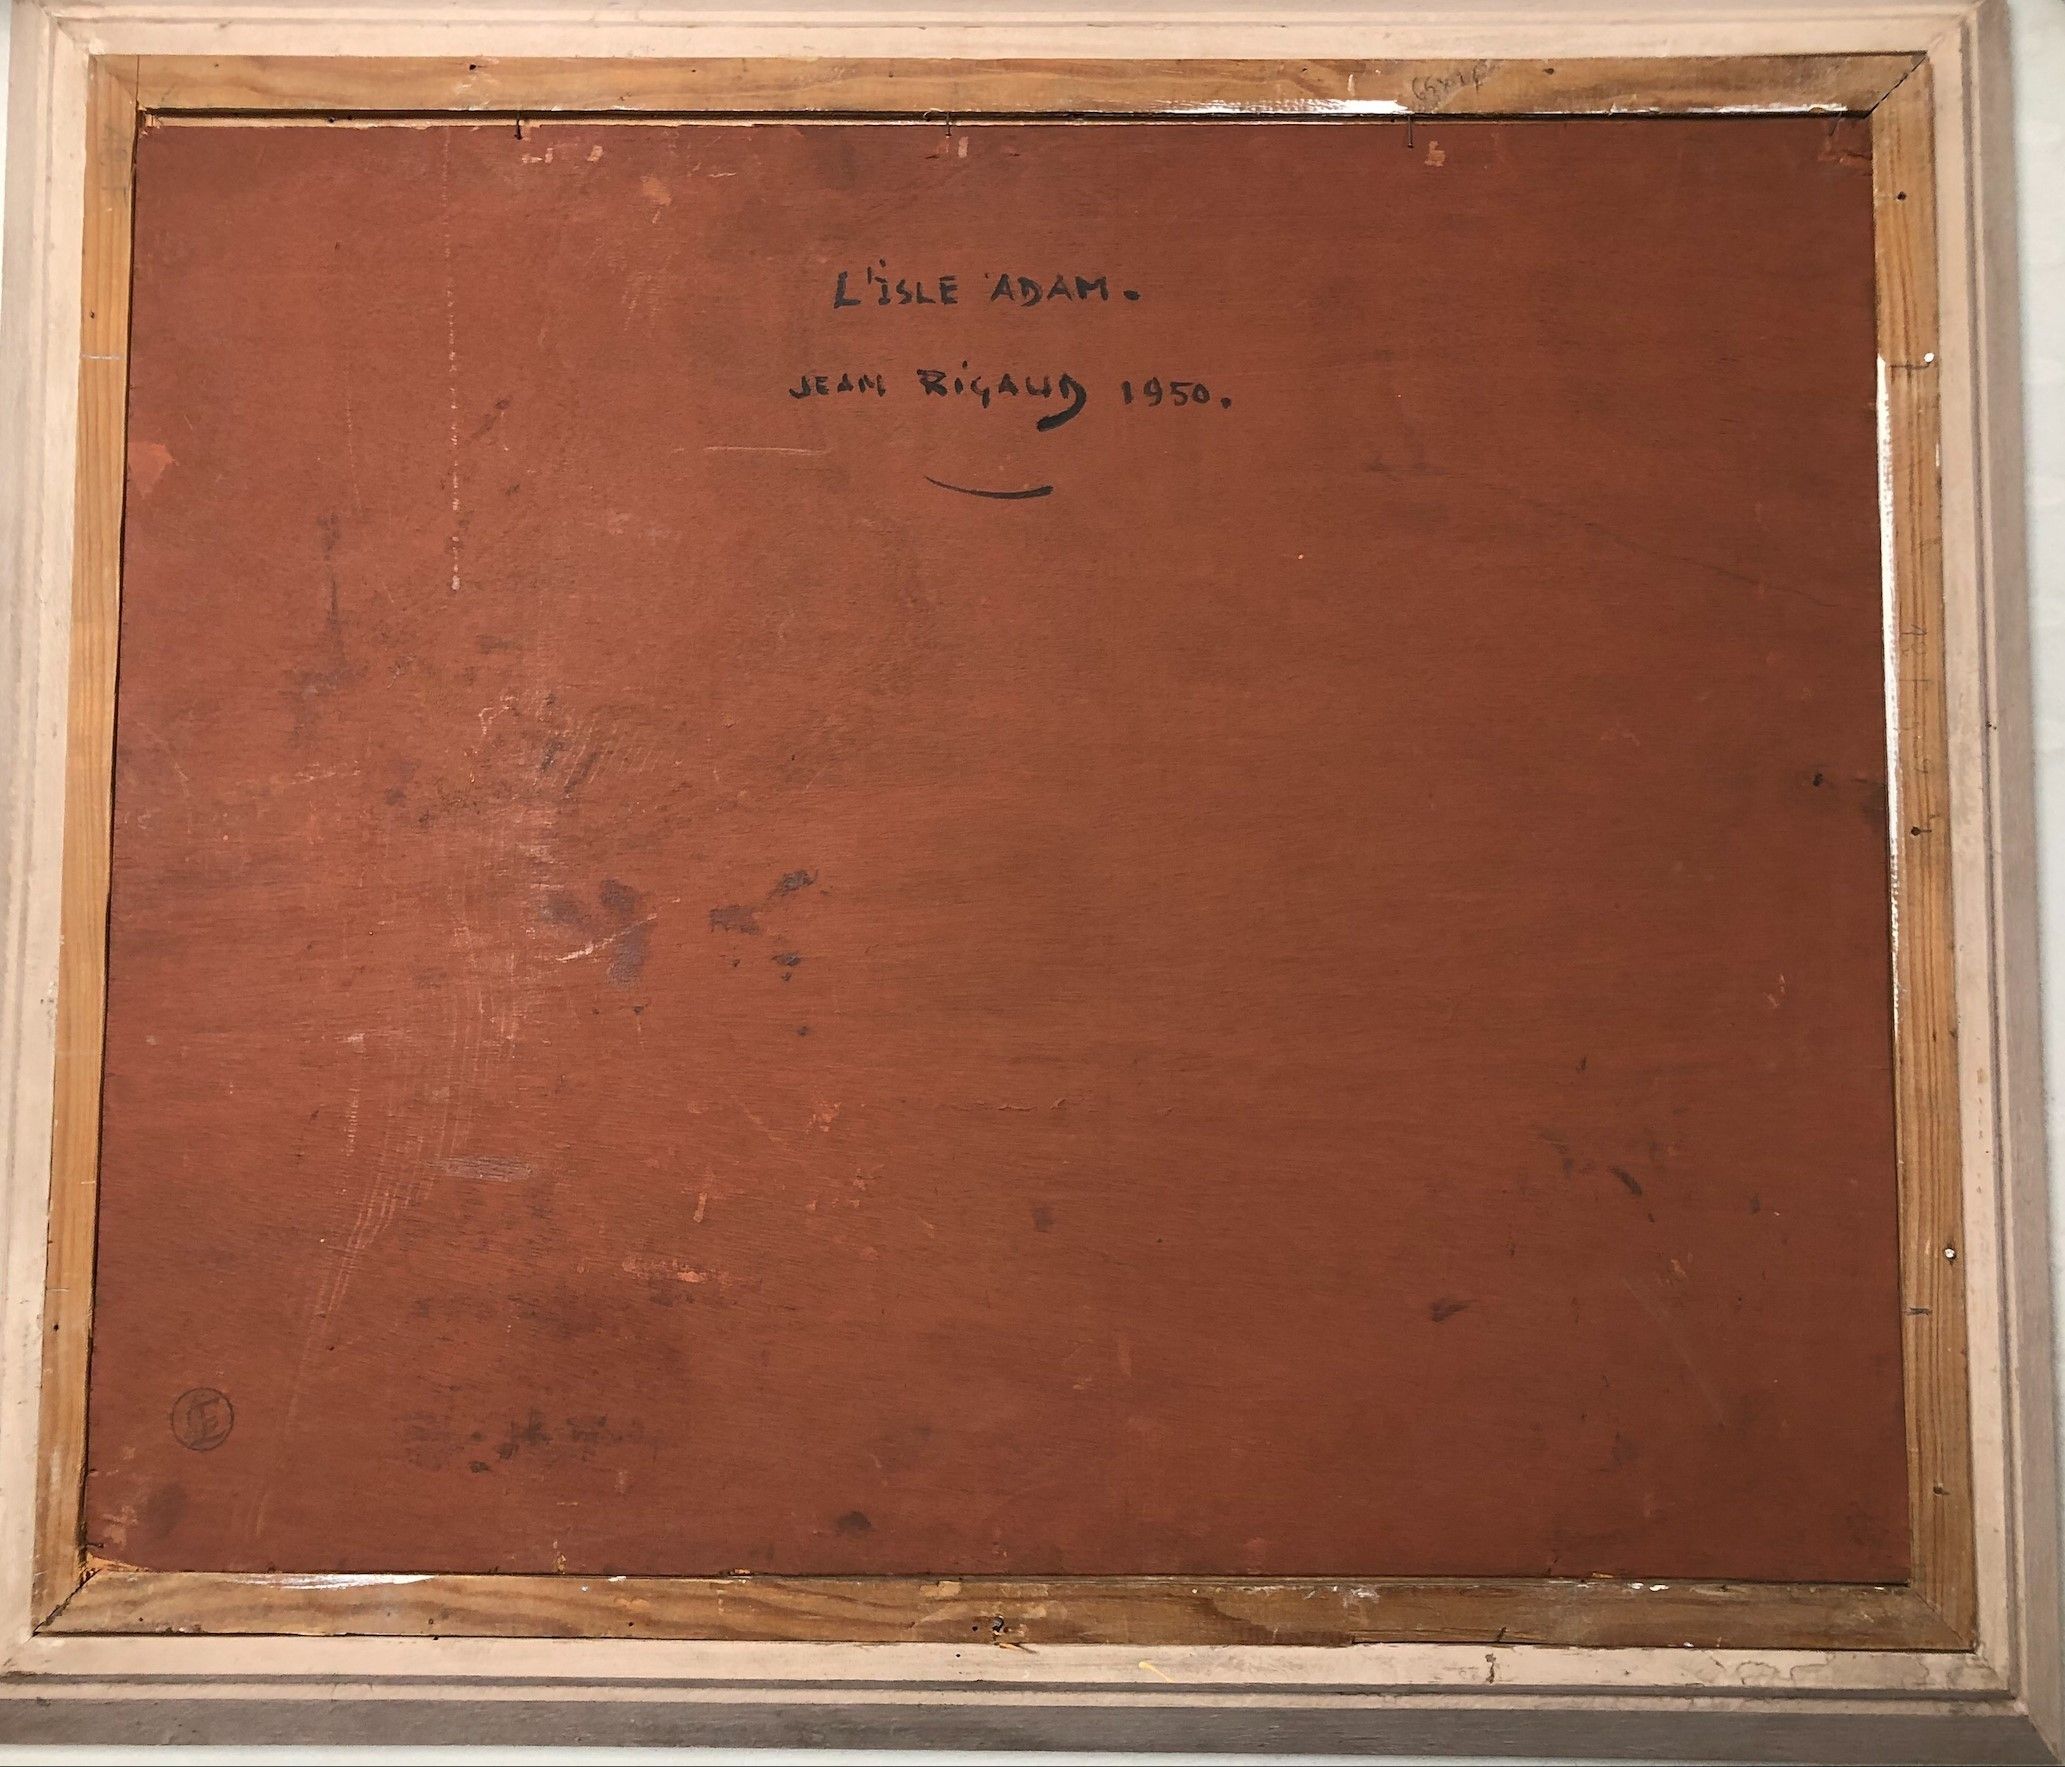 L'ISLE ADAM.
JEAN RIGAUD 1950.